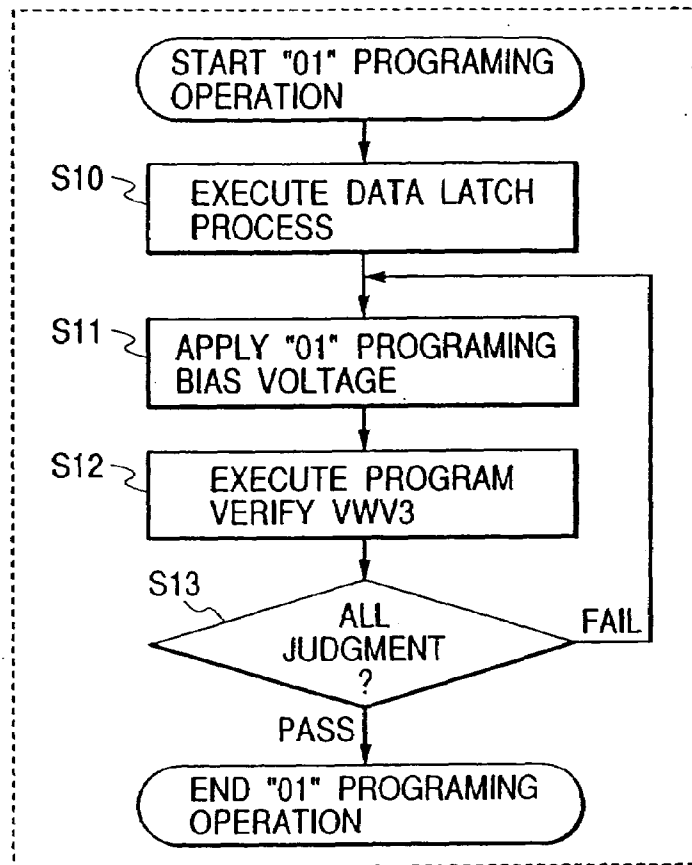 START "01" PROGRAMING
OPERATION
S10
EXECUTE DATA LATCH
PROCESS
S11
APPLY "01" PROGRAMING
BIAS VOLTAGE
S12
EXECUTE PROGRAM
VERIFY VWV3
S13
ALL
JUDGMENT
?
FAIL
PASS
END "01" PROGRAMING
OPERATION